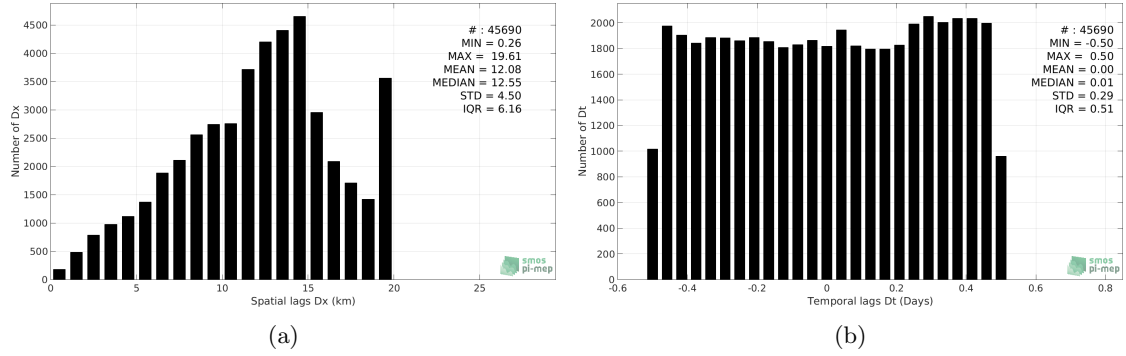 4500
4000
3500
3000
2500
2000
1500
1000
500
0
Number of Dx
# : 45690
MIN = 0.26
MAX = 19.61
MEAN = 12.08
MEDIAN = 12.55
STD = 4.50
IQR = 6.16
smos
pi-mep
0 5 10 15 20 25
Spatial lags Dx (km)
(a)
2000
1800
1600
1400
1200
1000
800
600
400
200
0
Number of Dt
# : 45690
MIN = -0.50
MAX = 0.50
MEAN = 0.00
MEDIAN = 0.01
STD = 0.29
IQR = 0.51
smos
pi-mep
-0.6 -0.4 -0.2 0 0.2 0.4 0.6 0.8
Temporal lags Dt (Days)
(b)